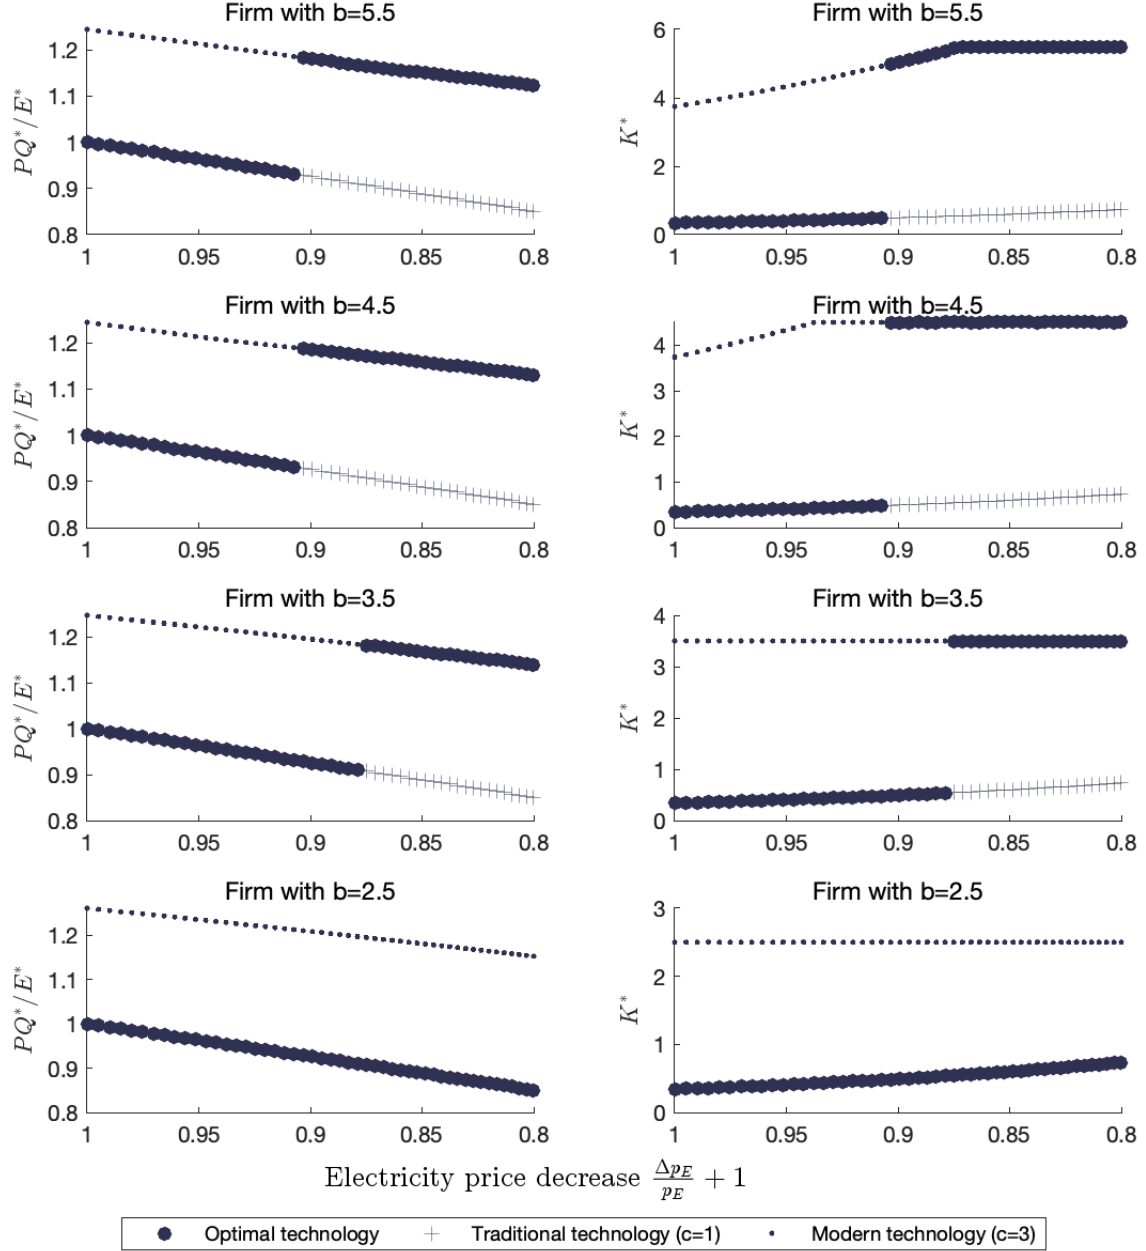 Firm with b=5.5
PQ*/E*
1.2
1.1
1
0.9
0.8
1 0.95 0.9 0.85 0.8
Firm with b=5.5
K*
6
4
2
0
1 0.95 0.9 0.85 0.8
Firm with b=4.5
PQ*/E*
1.2
1.1
1
0.9
0.8
1 0.95 0.9 0.85 0.8
Firm with b=4.5
K*
4
3
2
1
0
1 0.95 0.9 0.85 0.8
Firm with b=3.5
PQ*/E*
1.2
1.1
1
0.9
0.8
1 0.95 0.9 0.85 0.8
Firm with b=3.5
K*
4
3
2
1
0
1 0.95 0.9 0.85 0.8
Firm with b=2.5
PQ*/E*
1.2
1.1
1
0.9
0.8
1 0.95 0.9 0.85 0.8
Firm with b=2.5
K*
3
2
1
0
1 0.95 0.9 0.85 0.8
Electricity price decrease Δp_E/p_E + 1
Optimal technology Traditional technology (c=1) Modern technology (c=3)